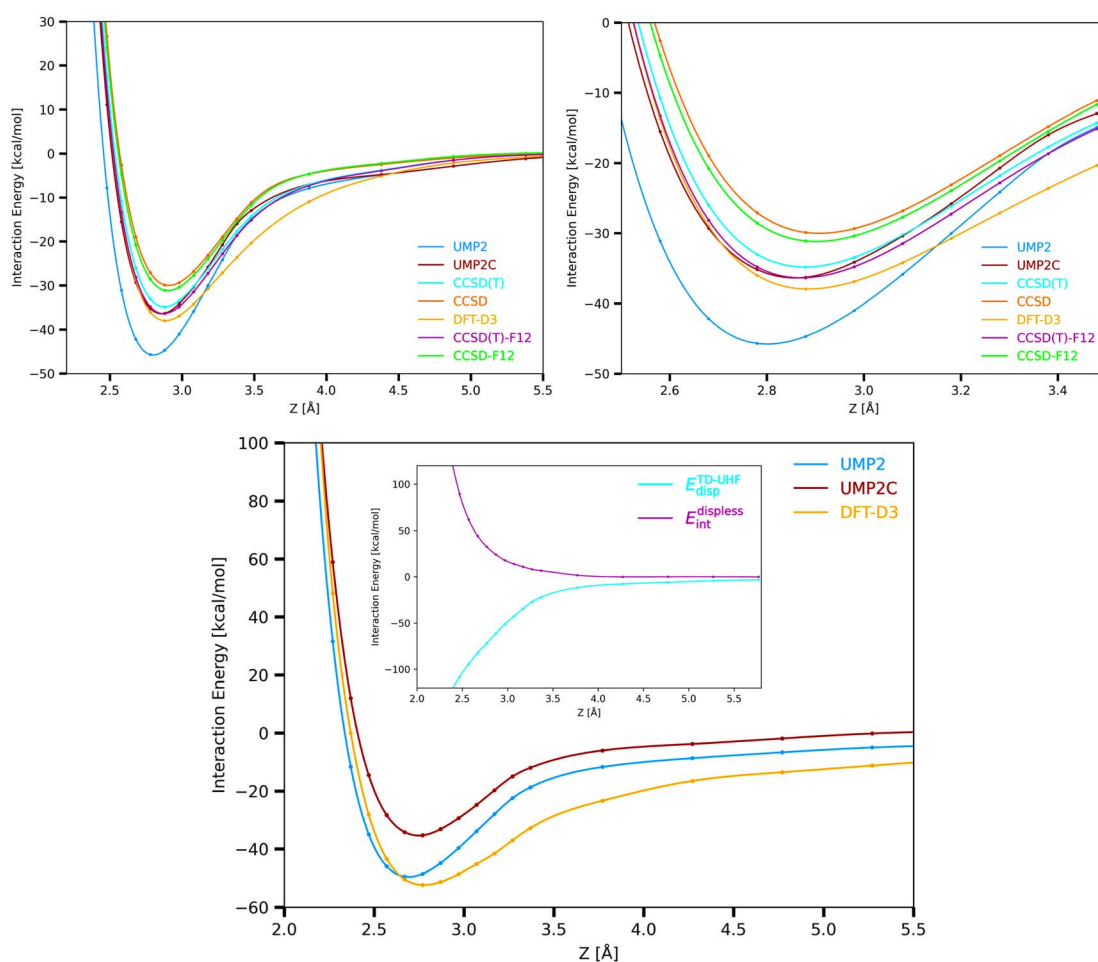 30
20
10
0
−10
−20
−30
−40
−50
Interaction Energy [kcal/mol]
UMP2
UMP2C
CCSD(T)
CCSD
DFT-D3
CCSD(T)-F12
CCSD-F12
2.5 3.0 3.5 4.0 4.5 5.0 5.5
Z [Å]
0
−10
−20
−30
−40
−50
Interaction Energy [kcal/mol]
UMP2
UMP2C
CCSD(T)
CCSD
DFT-D3
CCSD(T)-F12
CCSD-F12
2.6 2.8 3.0 3.2 3.4
Z [Å]
100
80
60
40
20
0
−20
−40
−60
Interaction Energy [kcal/mol]
UMP2
UMP2C
DFT-D3
100
50
0
−50
−100
Interaction Energy [kcal/mol]
E_disp^TD-UHF
E_int^displess
2.0 2.5 3.0 3.5 4.0 4.5 5.0 5.5
Z [Å]
2.0 2.5 3.0 3.5 4.0 4.5 5.0 5.5
Z [Å]